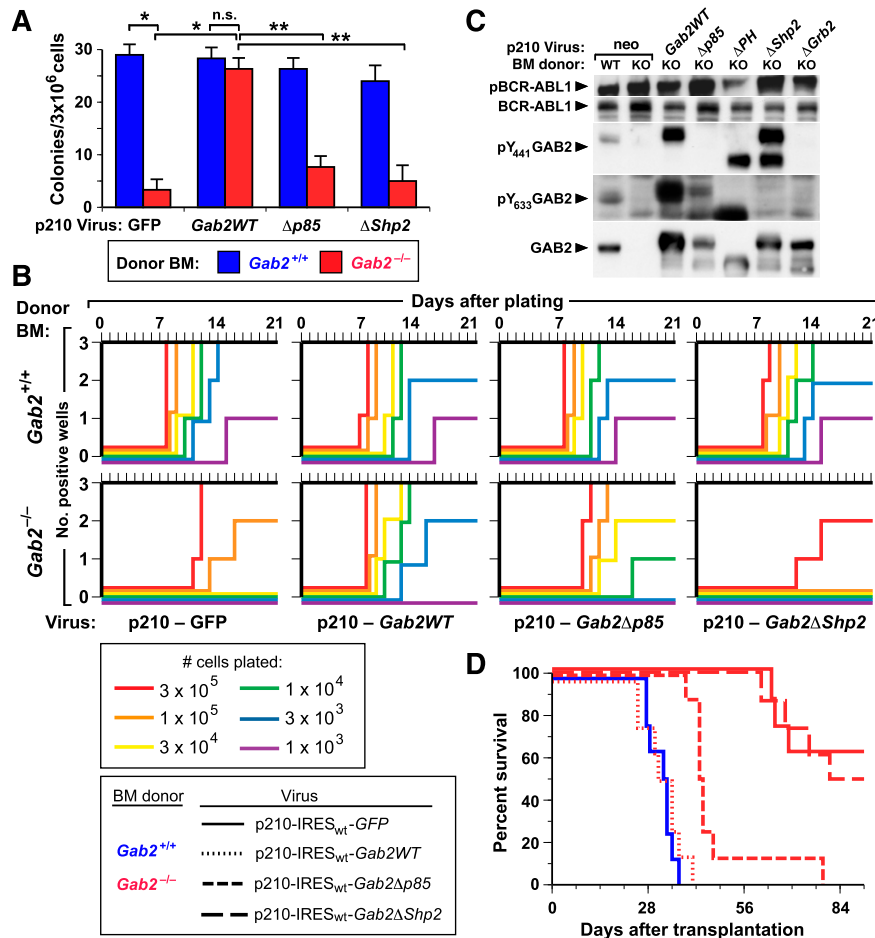 A
Colonies/3x10⁶ cells
30
20
10
0
*
*
n.s.
**
**
p210 Virus: GFP Gab2WT Δp85 ΔShp2
Donor BM: Gab2+/+ Gab2–/–
C
p210 Virus: neo Gab2WT Δp85 ΔPH ΔShp2 ΔGrb2
BM donor: WT KO KO KO KO KO KO
pBCR-ABL1
BCR-ABL1
pY441GAB2
pY633GAB2
GAB2
B
Donor BM:
Days after plating
0 7 14 21 0 7 14 21 0 7 14 21 0 7 14 21
No. positive wells
Gab2+/+
3
2
1
0
Gab2–/–
3
2
1
0
Virus: p210 – GFP p210 – Gab2WT p210 – Gab2Δp85 p210 – Gab2ΔShp2
# cells plated:
3 x 10⁵ 1 x 10⁴
1 x 10⁵ 3 x 10³
3 x 10⁴ 1 x 10³
BM donor Virus
p210-IRESwt-GFP
Gab2+/+ p210-IRESwt-Gab2WT
Gab2–/– p210-IRESwt-Gab2Δp85
p210-IRESwt-Gab2ΔShp2
D
Percent survival
100
80
60
40
20
0
0 28 56 84
Days after transplantation